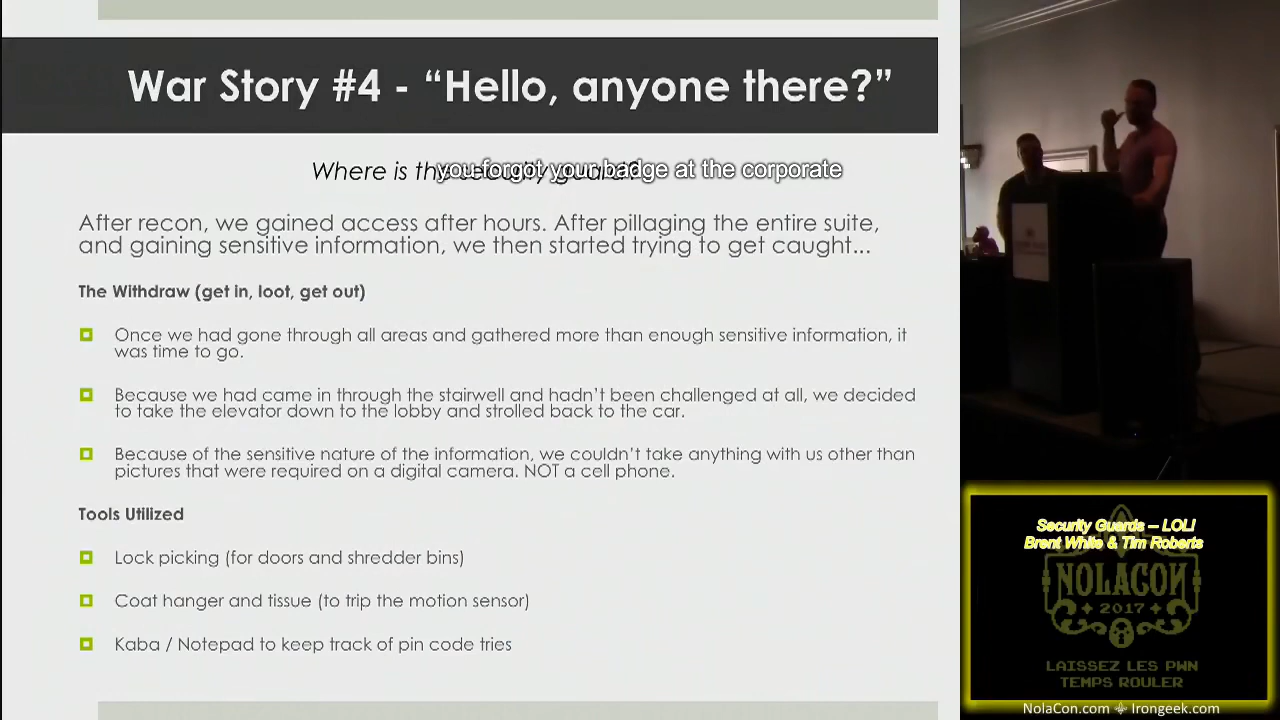 War Story #4 - “Hello, anyone there?”
Where is the security guard?
you forgot your badge at the corporate
After recon, we gained access after hours. After pillaging the entire suite,
and gaining sensitive information, we then started trying to get caught...
The Withdraw (get in, loot, get out)
Once we had gone through all areas and gathered more than enough sensitive information, it
was time to go.
Because we had came in through the stairwell and hadn’t been challenged at all, we decided
to take the elevator down to the lobby and strolled back to the car.
Because of the sensitive nature of the information, we couldn’t take anything with us other than
pictures that were required on a digital camera. NOT a cell phone.
Tools Utilized
Lock picking (for doors and shredder bins)
Coat hanger and tissue (to trip the motion sensor)
Kaba / Notepad to keep track of pin code tries
Security Guards -- LOL!
Brent White & Tim Roberts
NOLACON
2017
LAISSEZ LES PWN
TEMPS ROULER
NolaCon.com Irongeek.com